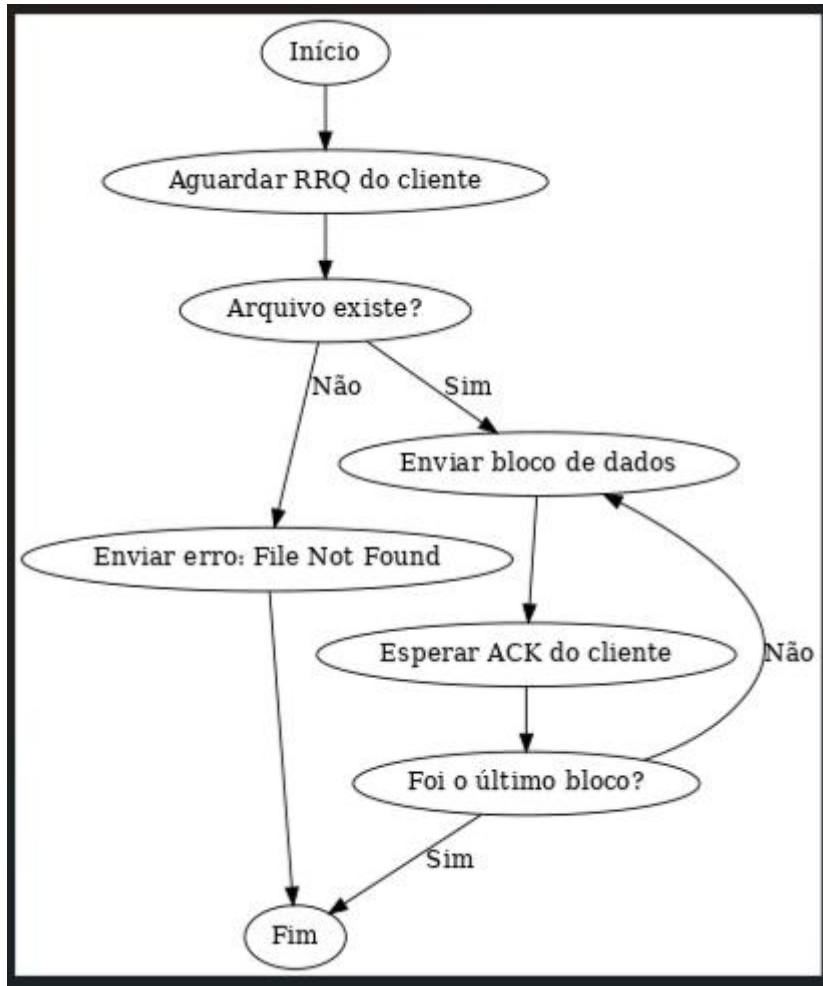 Início
Aguardar RRQ do cliente
Arquivo existe?
Não
Sim
Enviar bloco de dados
Enviar erro: File Not Found
Esperar ACK do cliente
Não
Foi o último bloco?
Sim
Fim